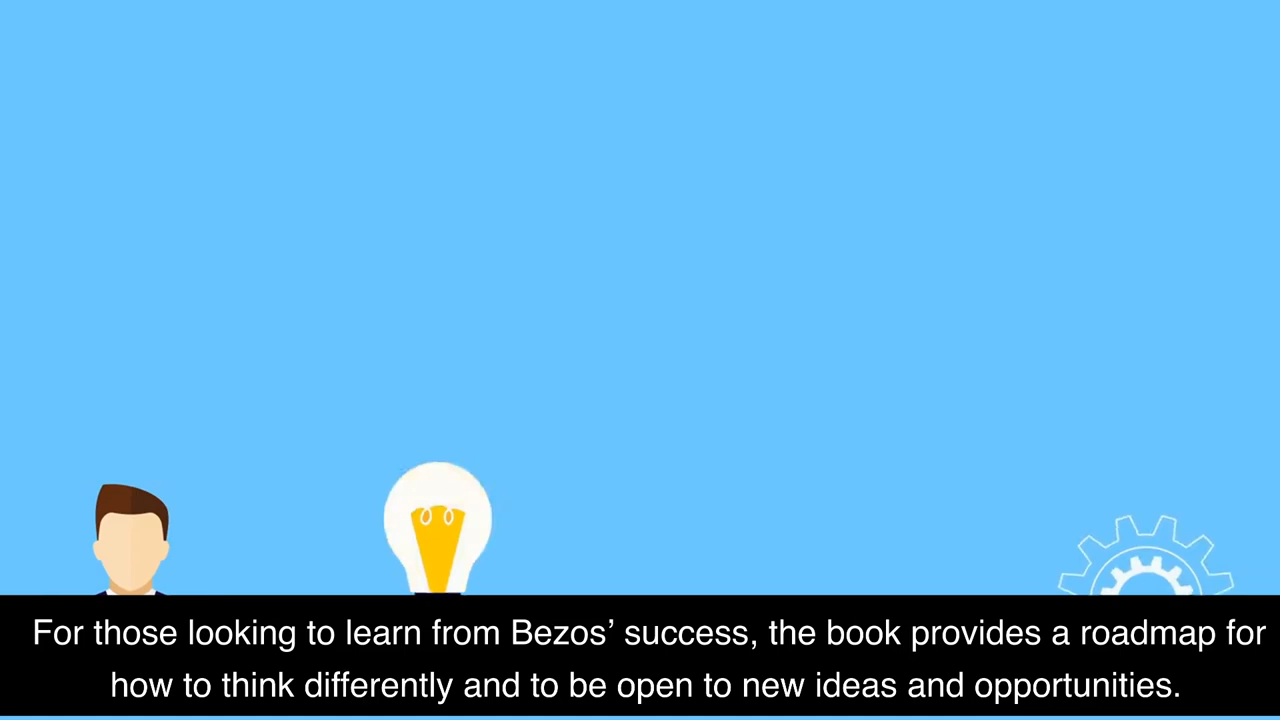 For those looking to learn from Bezos’ success, the book provides a roadmap for
how to think differently and to be open to new ideas and opportunities.